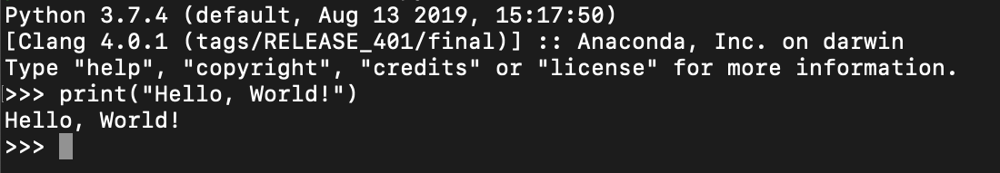 Python 3.7.4 (default, Aug 13 2019, 15:17:50)
[Clang 4.0.1 (tags/RELEASE_401/final)] :: Anaconda, Inc. on darwin
Type "help", "copyright", "credits" or "license" for more information.
>>> print("Hello, World!")
Hello, World!
>>>